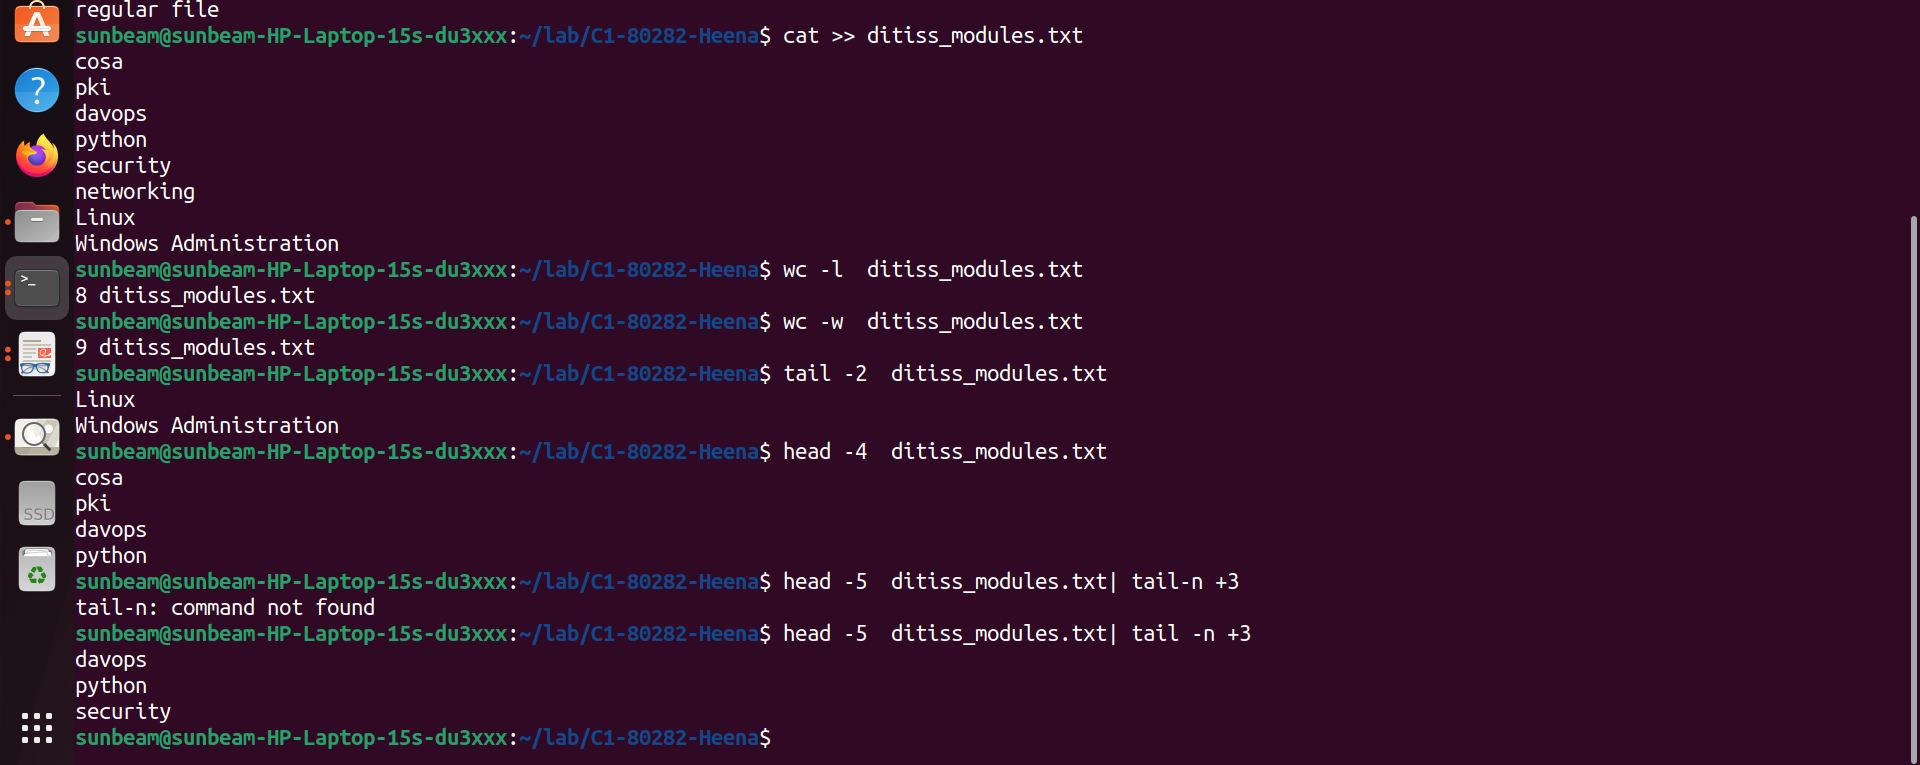 regular file
sunbeam@sunbeam-HP-Laptop-15s-du3xxx:~/lab/C1-80282-Heena$ cat >> ditiss_modules.txt
cosa
pki
davops
python
security
networking
Linux
Windows Administration
sunbeam@sunbeam-HP-Laptop-15s-du3xxx:~/lab/C1-80282-Heena$ wc -l  ditiss_modules.txt
8 ditiss_modules.txt
sunbeam@sunbeam-HP-Laptop-15s-du3xxx:~/lab/C1-80282-Heena$ wc -w  ditiss_modules.txt
9 ditiss_modules.txt
sunbeam@sunbeam-HP-Laptop-15s-du3xxx:~/lab/C1-80282-Heena$ tail -2  ditiss_modules.txt
Linux
Windows Administration
sunbeam@sunbeam-HP-Laptop-15s-du3xxx:~/lab/C1-80282-Heena$ head -4  ditiss_modules.txt
cosa
pki
davops
python
sunbeam@sunbeam-HP-Laptop-15s-du3xxx:~/lab/C1-80282-Heena$ head -5  ditiss_modules.txt| tail-n +3
tail-n: command not found
sunbeam@sunbeam-HP-Laptop-15s-du3xxx:~/lab/C1-80282-Heena$ head -5  ditiss_modules.txt| tail -n +3
davops
python
security
sunbeam@sunbeam-HP-Laptop-15s-du3xxx:~/lab/C1-80282-Heena$
SSD